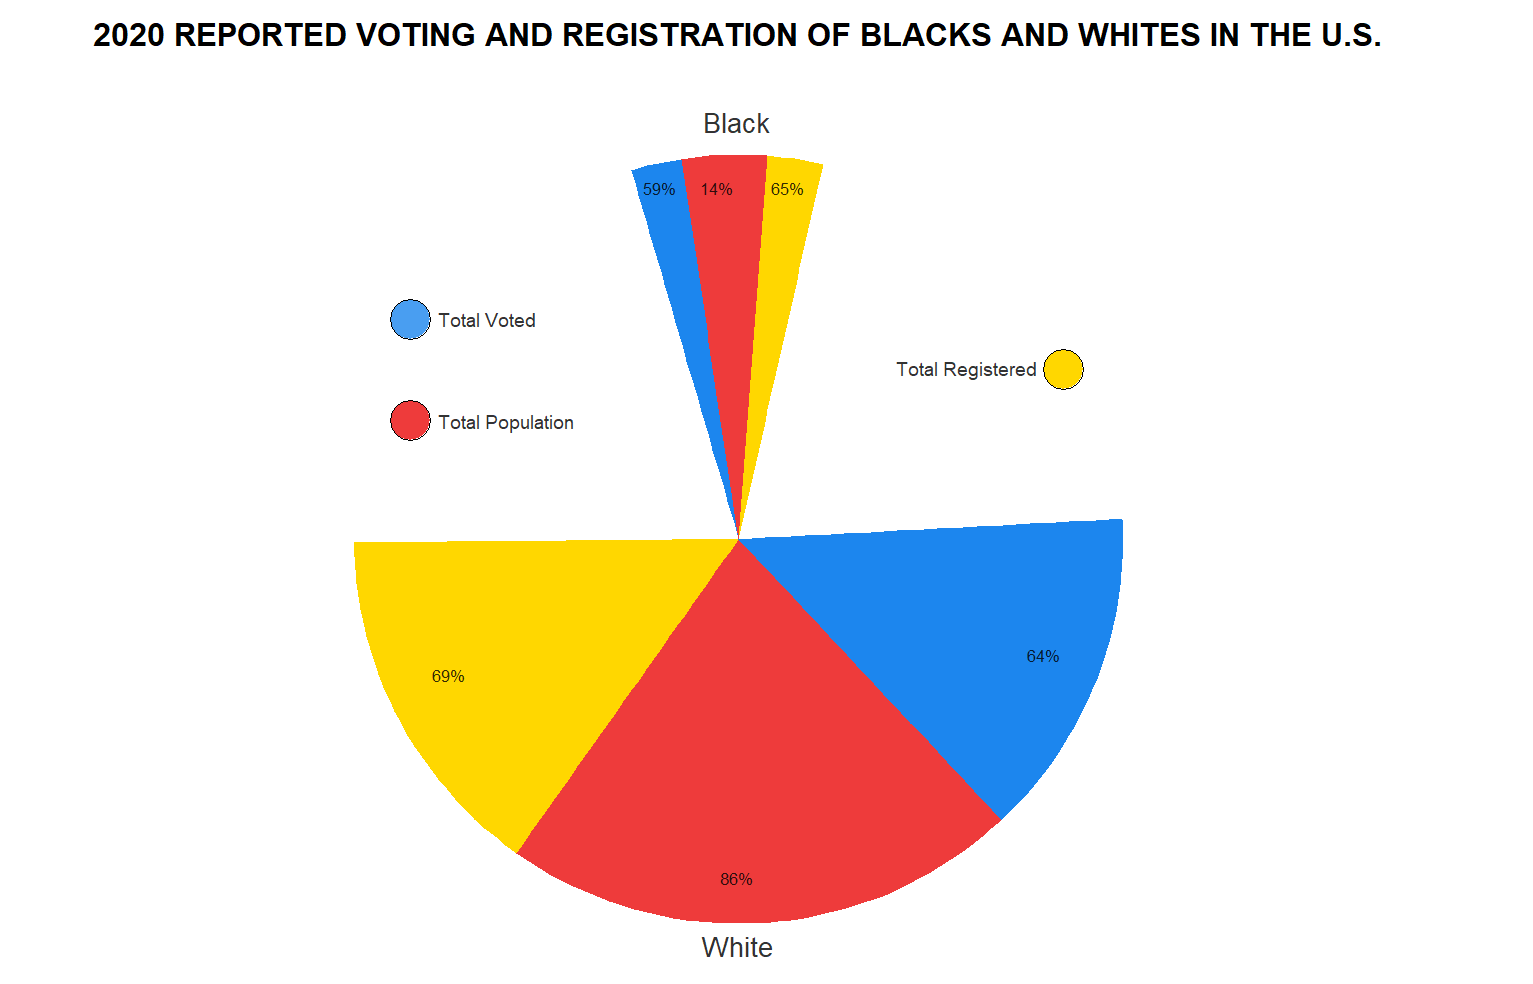 2020 REPORTED VOTING AND REGISTRATION OF BLACKS AND WHITES IN THE U.S.
Black
59%
14%
65%
Total Voted
Total Registered
Total Population
64%
69%
86%
White